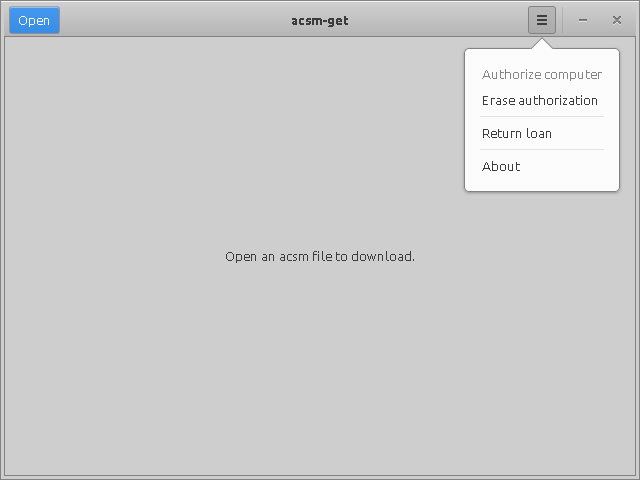 Open
acsm-get
Authorize computer
Erase authorization
Return loan
About
Open an acsm file to download.